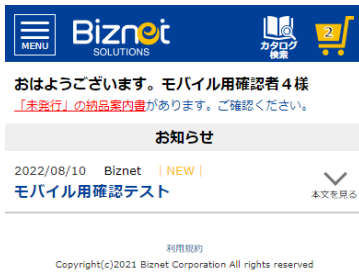 MENU
Biznet
SOLUTIONS
カタログ
検索
2
おはようございます。モバイル用確認者４様
「未発行」の納品案内書があります。ご確認ください。
お知らせ
2022/08/10 Biznet ｜NEW｜
モバイル用確認テスト
本文を見る
利用規約
Copyright(c)2021 Biznet Corporation All rights reserved